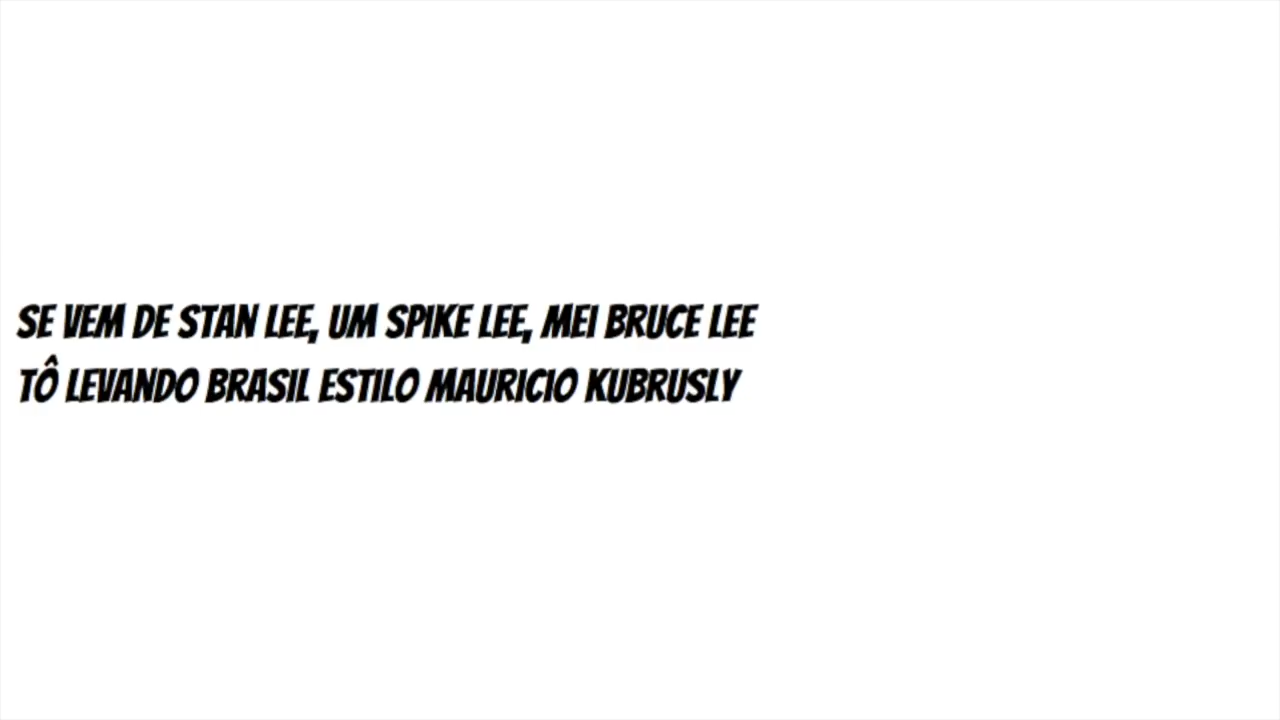 SE VEM DE STAN LEE, UM SPIKE LEE, MEI BRUCE LEE
TÔ LEVANDO BRASIL ESTILO MAURICIO KUBRUSLY